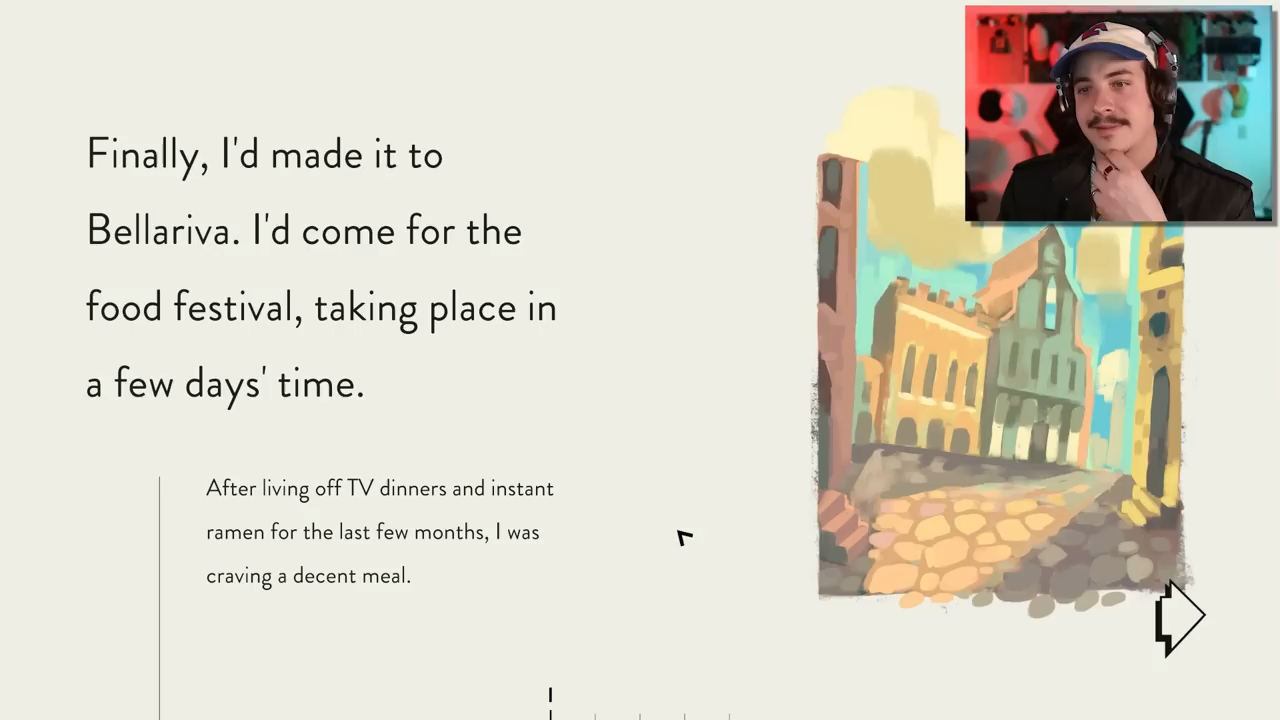 Finally, I'd made it to
Bellariva. I'd come for the
food festival, taking place in
a few days' time.
After living off TV dinners and instant
ramen for the last few months, I was
craving a decent meal.